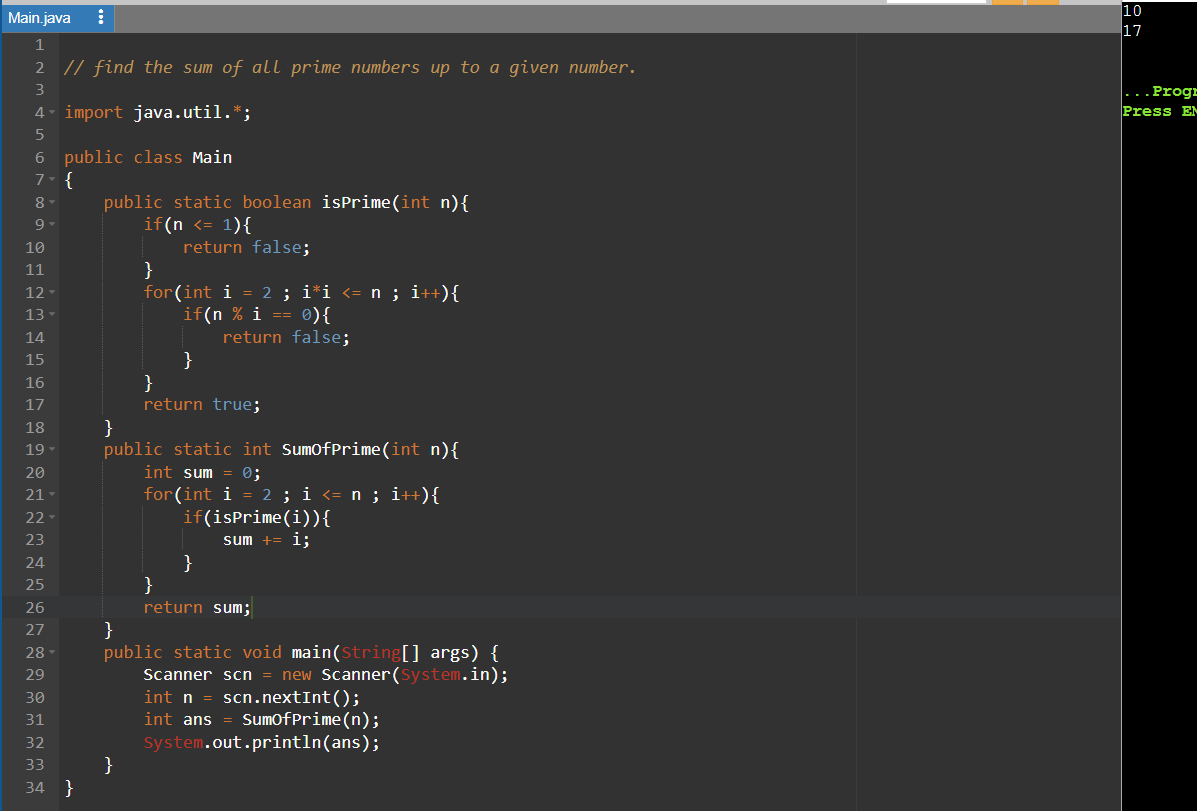 Main.java
1
2 // find the sum of all prime numbers up to a given number.
3
4 import java.util.*;
5
6 public class Main
7 {
8     public static boolean isPrime(int n){
9         if(n <= 1){
10             return false;
11         }
12         for(int i = 2 ; i*i <= n ; i++){
13             if(n % i == 0){
14                 return false;
15             }
16         }
17         return true;
18     }
19     public static int SumOfPrime(int n){
20         int sum = 0;
21         for(int i = 2 ; i <= n ; i++){
22             if(isPrime(i)){
23                 sum += i;
24             }
25         }
26         return sum;
27     }
28     public static void main(String[] args) {
29         Scanner scn = new Scanner(System.in);
30         int n = scn.nextInt();
31         int ans = SumOfPrime(n);
32         System.out.println(ans);
33     }
34 }
10
17
...Progr
Press EN